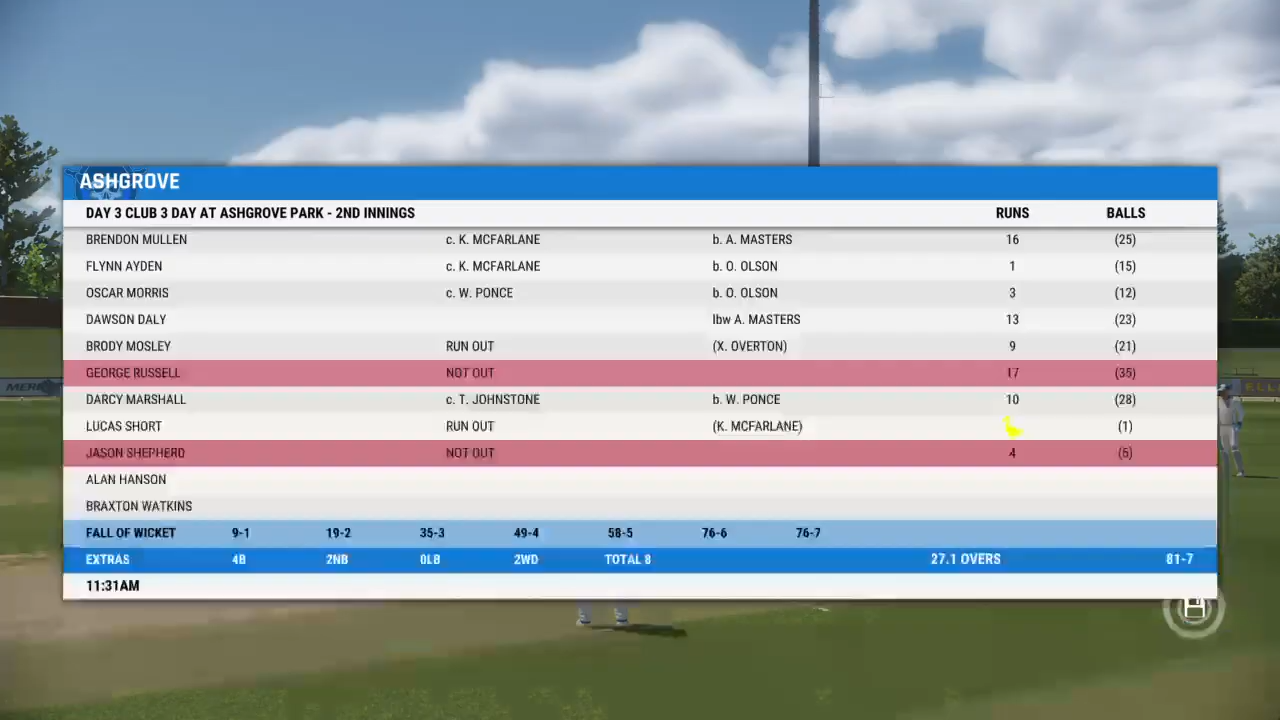 ASHGROVE
DAY 3 CLUB 3 DAY AT ASHGROVE PARK - 2ND INNINGS RUNS BALLS
BRENDON MULLEN c. K. MCFARLANE b. A. MASTERS 16 (25)
FLYNN AYDEN c. K. MCFARLANE b. O. OLSON 1 (15)
OSCAR MORRIS c. W. PONCE b. O. OLSON 3 (12)
DAWSON DALY lbw A. MASTERS 13 (23)
BRODY MOSLEY RUN OUT (X. OVERTON) 9 (21)
GEORGE RUSSELL NOT OUT 17 (35)
DARCY MARSHALL c. T. JOHNSTONE b. W. PONCE 10 (28)
LUCAS SHORT RUN OUT (K. MCFARLANE) (1)
JASON SHEPHERD NOT OUT 4 (5)
ALAN HANSON
BRAXTON WATKINS
FALL OF WICKET 9-1 19-2 35-3 49-4 58-5 76-6 76-7
EXTRAS 4B 2NB 0LB 2WD TOTAL 8 27.1 OVERS 81-7
11:31AM